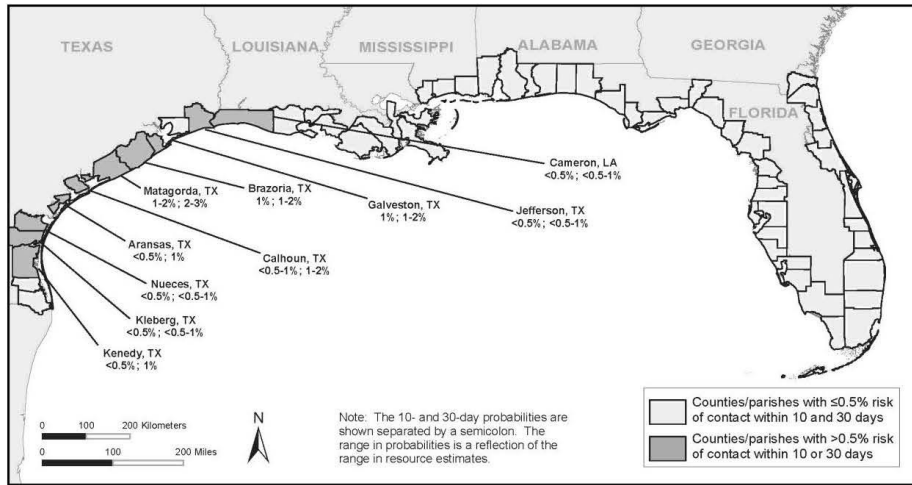 TEXAS
LOUISIANA
MISSISSIPPI
ALABAMA
GEORGIA
FLORIDA
Cameron, LA
<0.5%; <0.5-1%
Jefferson, TX
<0.5%; <0.5-1%
Galveston, TX
1%; 1-2%
Brazoria, TX
1%; 1-2%
Matagorda, TX
1-2%; 2-3%
Calhoun, TX
<0.5-1%; 1-2%
Aransas, TX
<0.5%; 1%
Nueces, TX
<0.5%; <0.5-1%
Kleberg, TX
<0.5%; <0.5-1%
Kenedy, TX
<0.5%; 1%
0 100 200 Kilometers
0 100 200 Miles
N
Note: The 10- and 30-day probabilities are
shown separated by a semicolon. The
range in probabilities is a reflection of the
range in resource estimates.
Counties/parishes with ≤0.5% risk
of contact within 10 and 30 days
Counties/parishes with >0.5% risk
of contact within 10 or 30 days